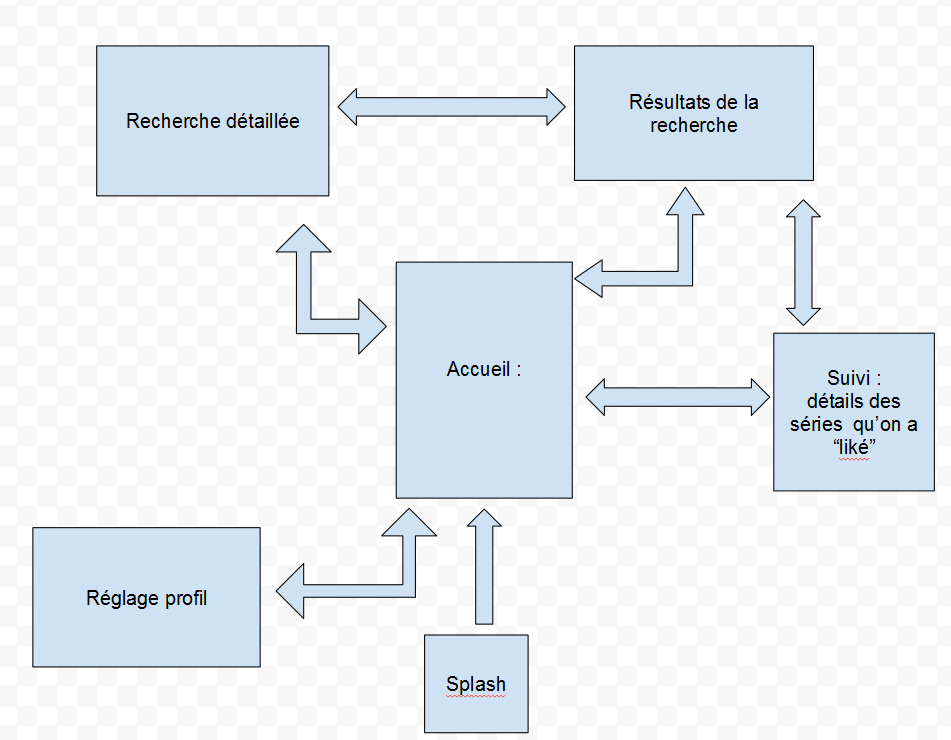 Recherche détaillée
Résultats de la
recherche
Accueil :
Suivi :
détails des
séries  qu’on a
“liké”
Réglage profil
Splash